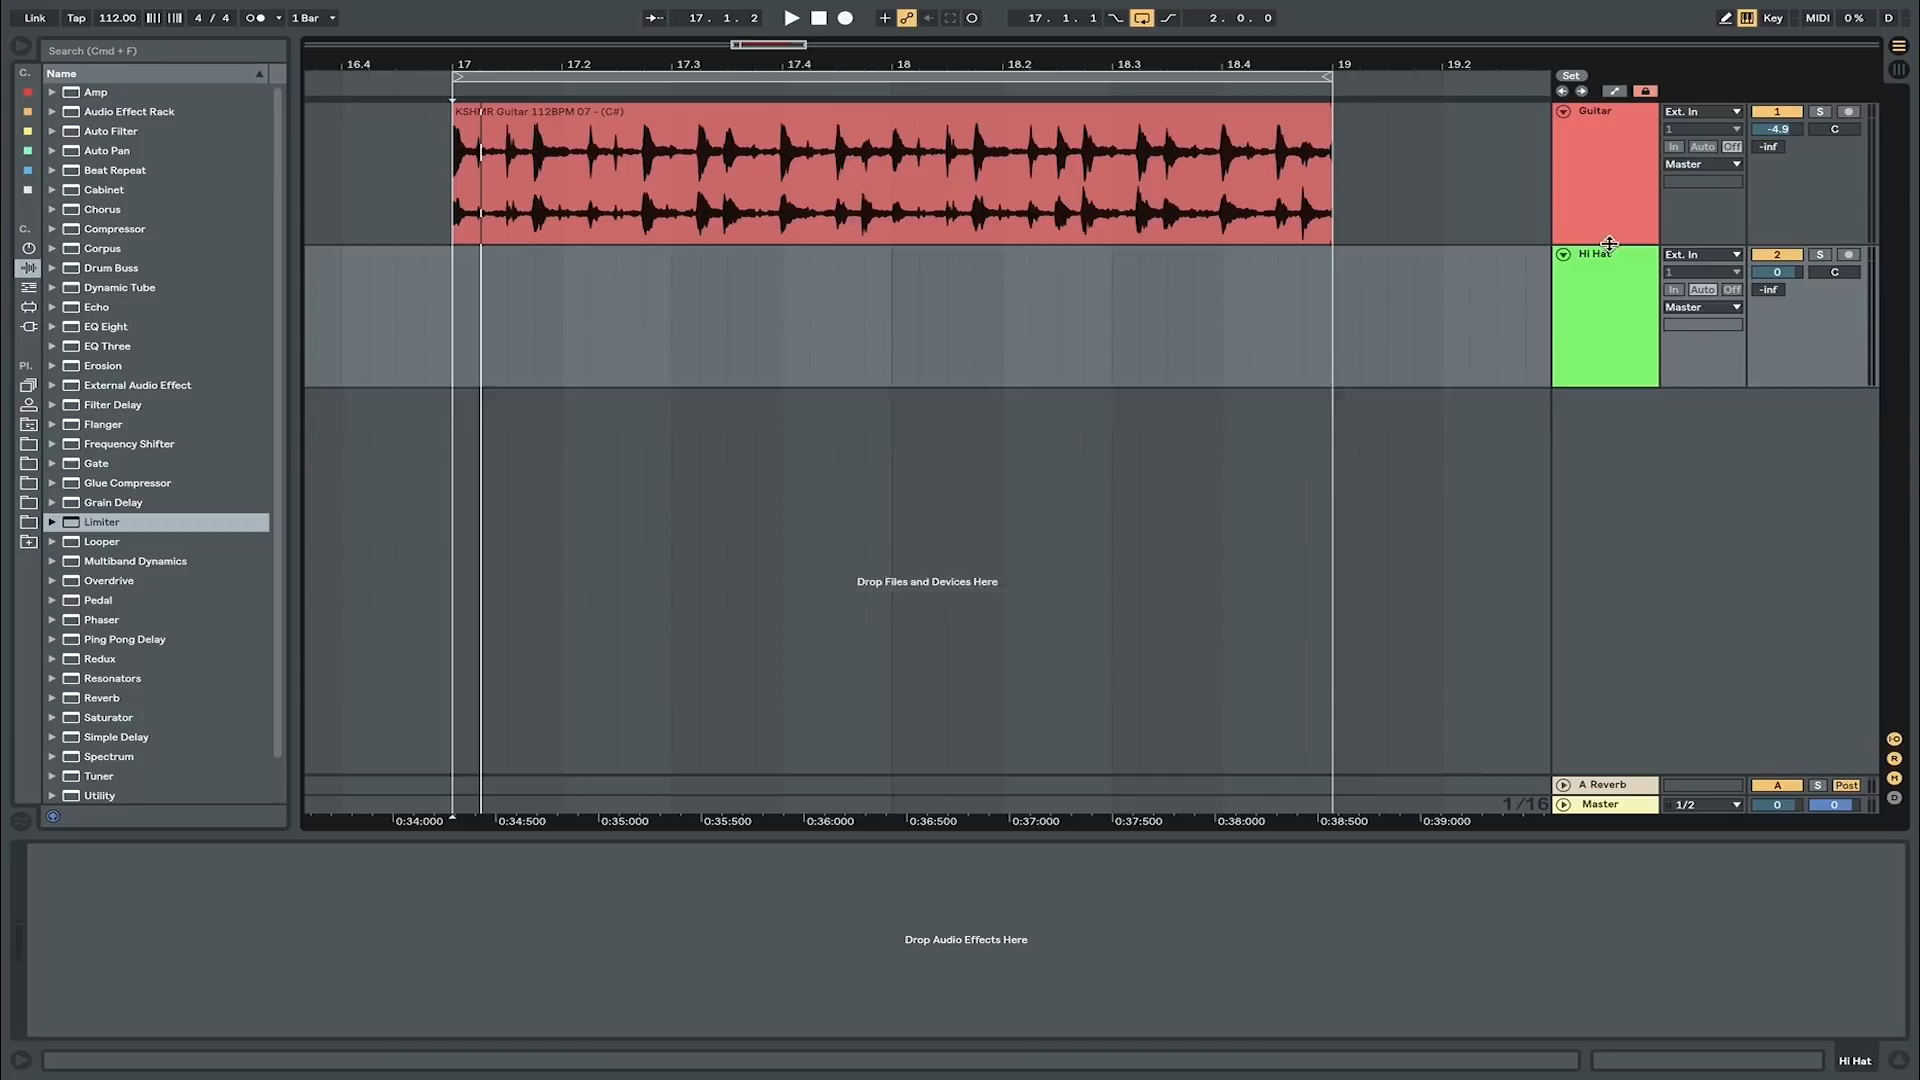 Link Tap 112.00 4 / 4 1 Bar 17. 1. 2 17. 1. 1 2. 0. 0 Key MIDI 0 % D
Search (Cmd + F)
C. Name
Amp
Audio Effect Rack
Auto Filter
Auto Pan
Beat Repeat
Cabinet
Chorus
C. Compressor
Corpus
Drum Buss
Dynamic Tube
Echo
EQ Eight
EQ Three
Pl. Erosion
External Audio Effect
Filter Delay
Flanger
Frequency Shifter
Gate
Glue Compressor
Grain Delay
Limiter
Looper
Multiband Dynamics
Overdrive
Pedal
Phaser
Ping Pong Delay
Redux
Resonators
Reverb
Saturator
Simple Delay
Spectrum
Tuner
Utility
16.4 17 17.2 17.3 17.4 18 18.2 18.3 18.4 19 19.2
Set
KSHMR Guitar 112BPM 07 - (C#)
Guitar Ext. In 1 S
1 -4.9 C
In Auto Off -inf
Master
Hi Hat Ext. In 2 S
1 0 C
In Auto Off -inf
Master
Drop Files and Devices Here
A Reverb A S Post
1/16 Master 1/2 0 0
I·O
R
M
D
0:34:000 0:34:500 0:35:000 0:35:500 0:36:000 0:36:500 0:37:000 0:37:500 0:38:000 0:38:500 0:39:000
Drop Audio Effects Here
Hi Hat